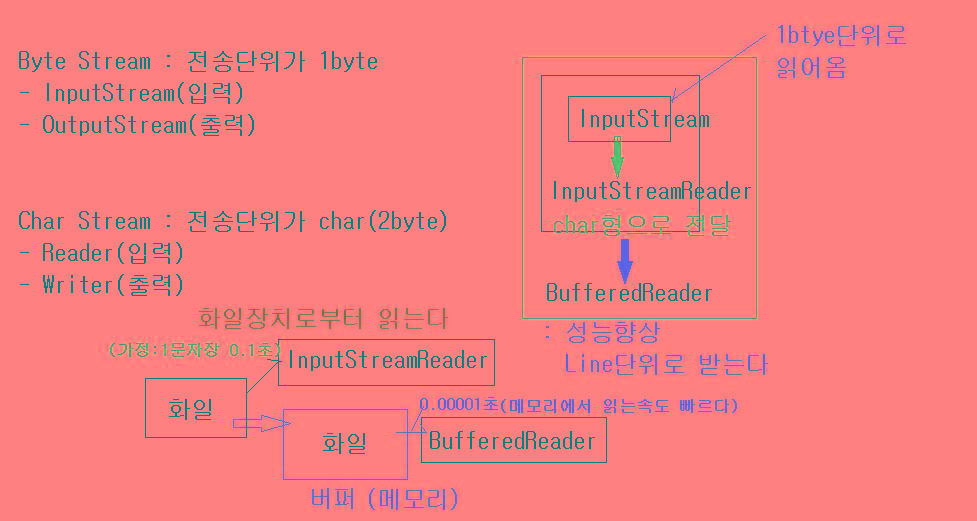 Byte Stream : 전송단위가 1byte
- InputStream(입력)
- OutputStream(출력)
Char Stream : 전송단위가 char(2byte)
- Reader(입력)
- Writer(출력)
1btye단위로
읽어옴
InputStream
InputStreamReader
char형으로 전달
BufferedReader
: 성능향상
Line단위로 받는다
화일장치로부터 읽는다
(가정:1문자장 0.1초)
InputStreamReader
화일
0.00001초(메모리에서 읽는속도 빠르다)
화일
BufferedReader
버퍼 (메모리)